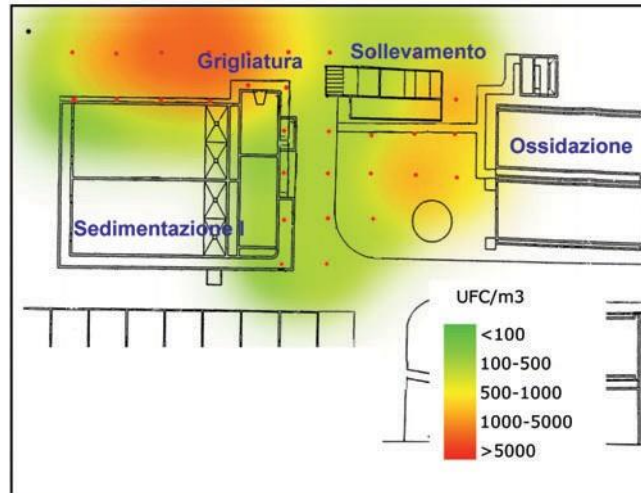 Sollevamento
Grigliatura
Ossidazione
Sedimentazione I
UFC/m3
<100
100-500
500-1000
1000-5000
>5000